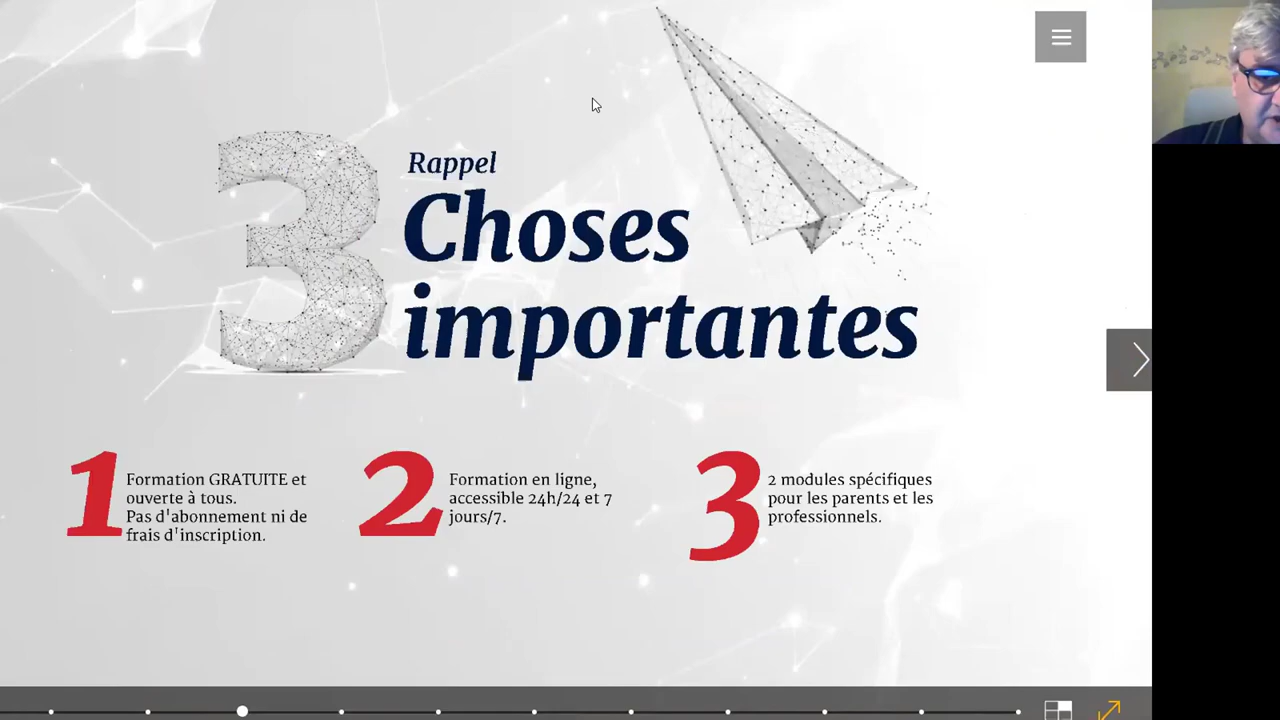 3
Rappel
Choses
importantes
1
Formation GRATUITE et
ouverte à tous.
Pas d'abonnement ni de
frais d'inscription.
2
Formation en ligne,
accessible 24h/24 et 7
jours/7.
3
2 modules spécifiques
pour les parents et les
professionnels.